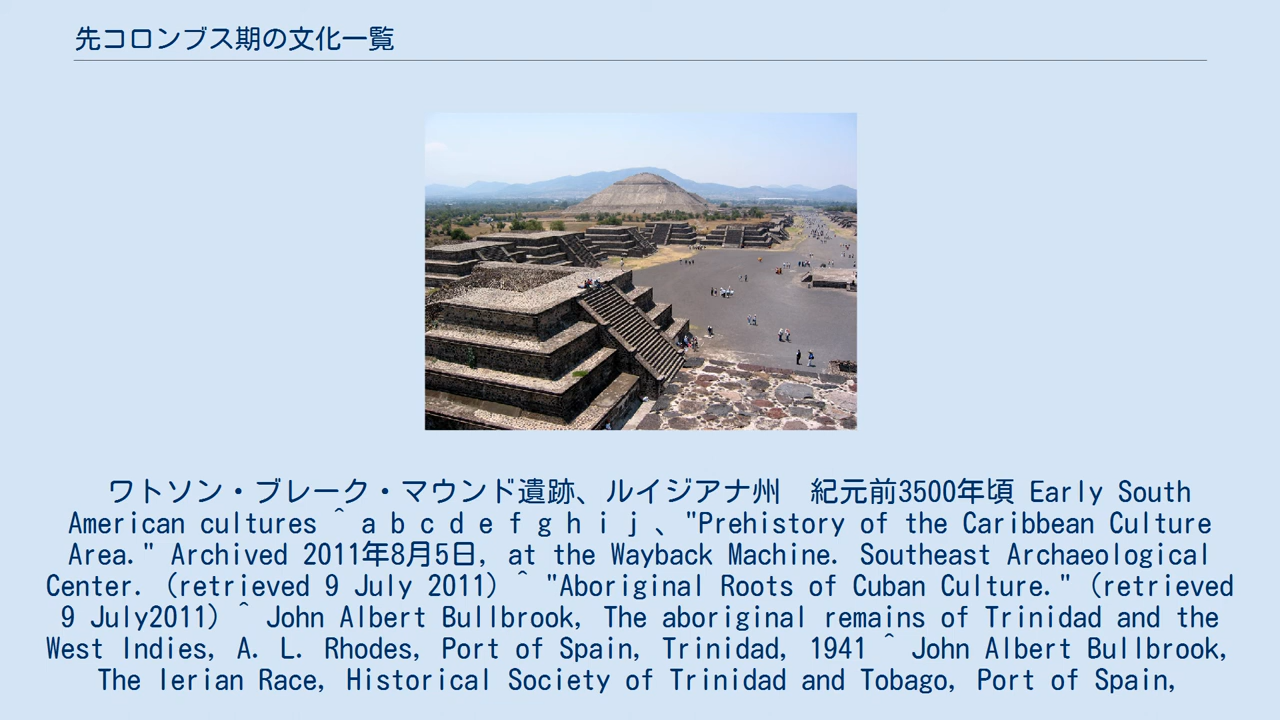 先コロンブス期の文化一覧
ワトソン・ブレーク・マウンド遺跡、ルイジアナ州　紀元前3500年頃 Early South
American cultures ^ a b c d e f g h i j 、"Prehistory of the Caribbean Culture
Area." Archived 2011年8月5日, at the Wayback Machine. Southeast Archaeological
Center. (retrieved 9 July 2011) ^ "Aboriginal Roots of Cuban Culture." (retrieved
9 July2011) ^ John Albert Bullbrook, The aboriginal remains of Trinidad and the
West Indies, A. L. Rhodes, Port of Spain, Trinidad, 1941 ^ John Albert Bullbrook,
The Ierian Race, Historical Society of Trinidad and Tobago, Port of Spain,